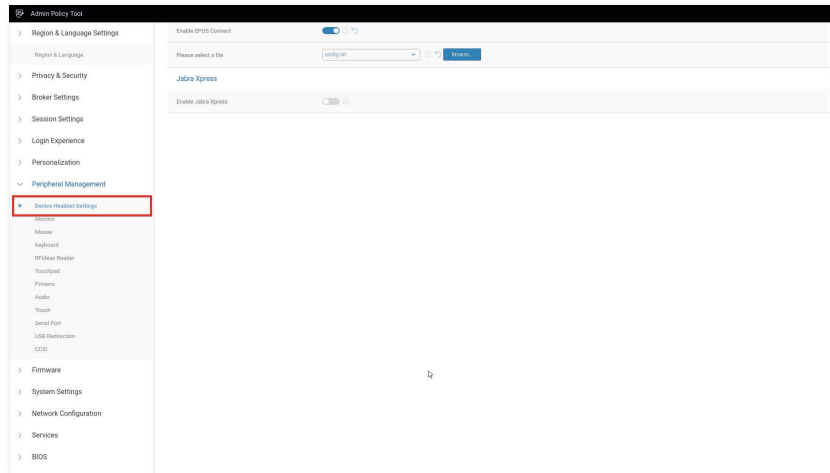 Admin Policy Tool
Region & Language Settings
Region & Language
Privacy & Security
Broker Settings
Session Settings
Login Experience
Personalization
Peripheral Management
Device Headset Settings
Monitor
Mouse
Keyboard
RFIdeas Reader
Touchpad
Printers
Audio
Touch
Serial Port
USB Redirection
CCID
Firmware
System Settings
Network Configuration
Services
BIOS
Enable EPOS Connect
Please select a file
config.txt
Browse...
Jabra Xpress
Enable Jabra Xpress